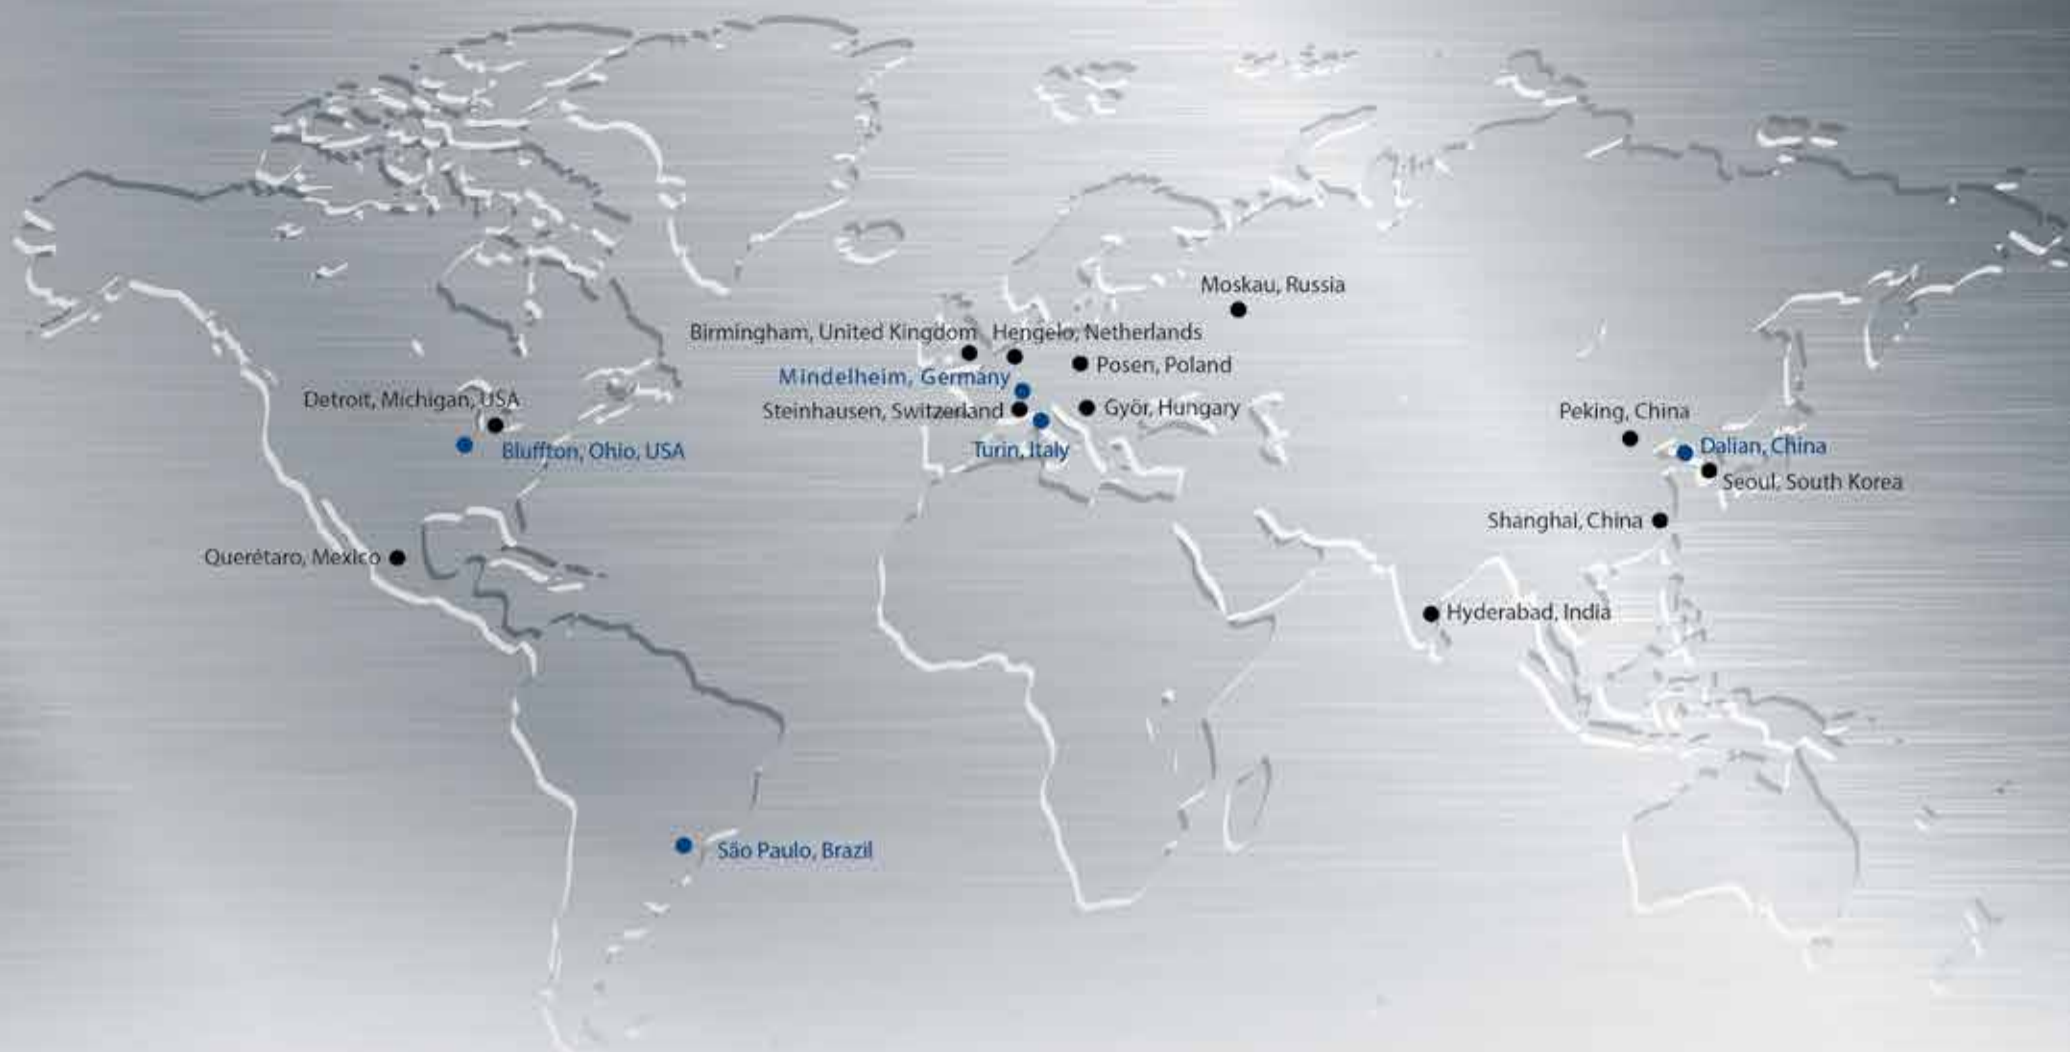 Moskau, Russia
Birmingham, United Kingdom
Hengelo, Netherlands
Posen, Poland
Mindelheim, Germany
Detroit, Michigan, USA
Steinhausen, Switzerland
Györ, Hungary
Peking, China
Bluffton, Ohio, USA
Turin, Italy
Dalian, China
Seoul, South Korea
Shanghai, China
Querétaro, Mexico
Hyderabad, India
São Paulo, Brazil